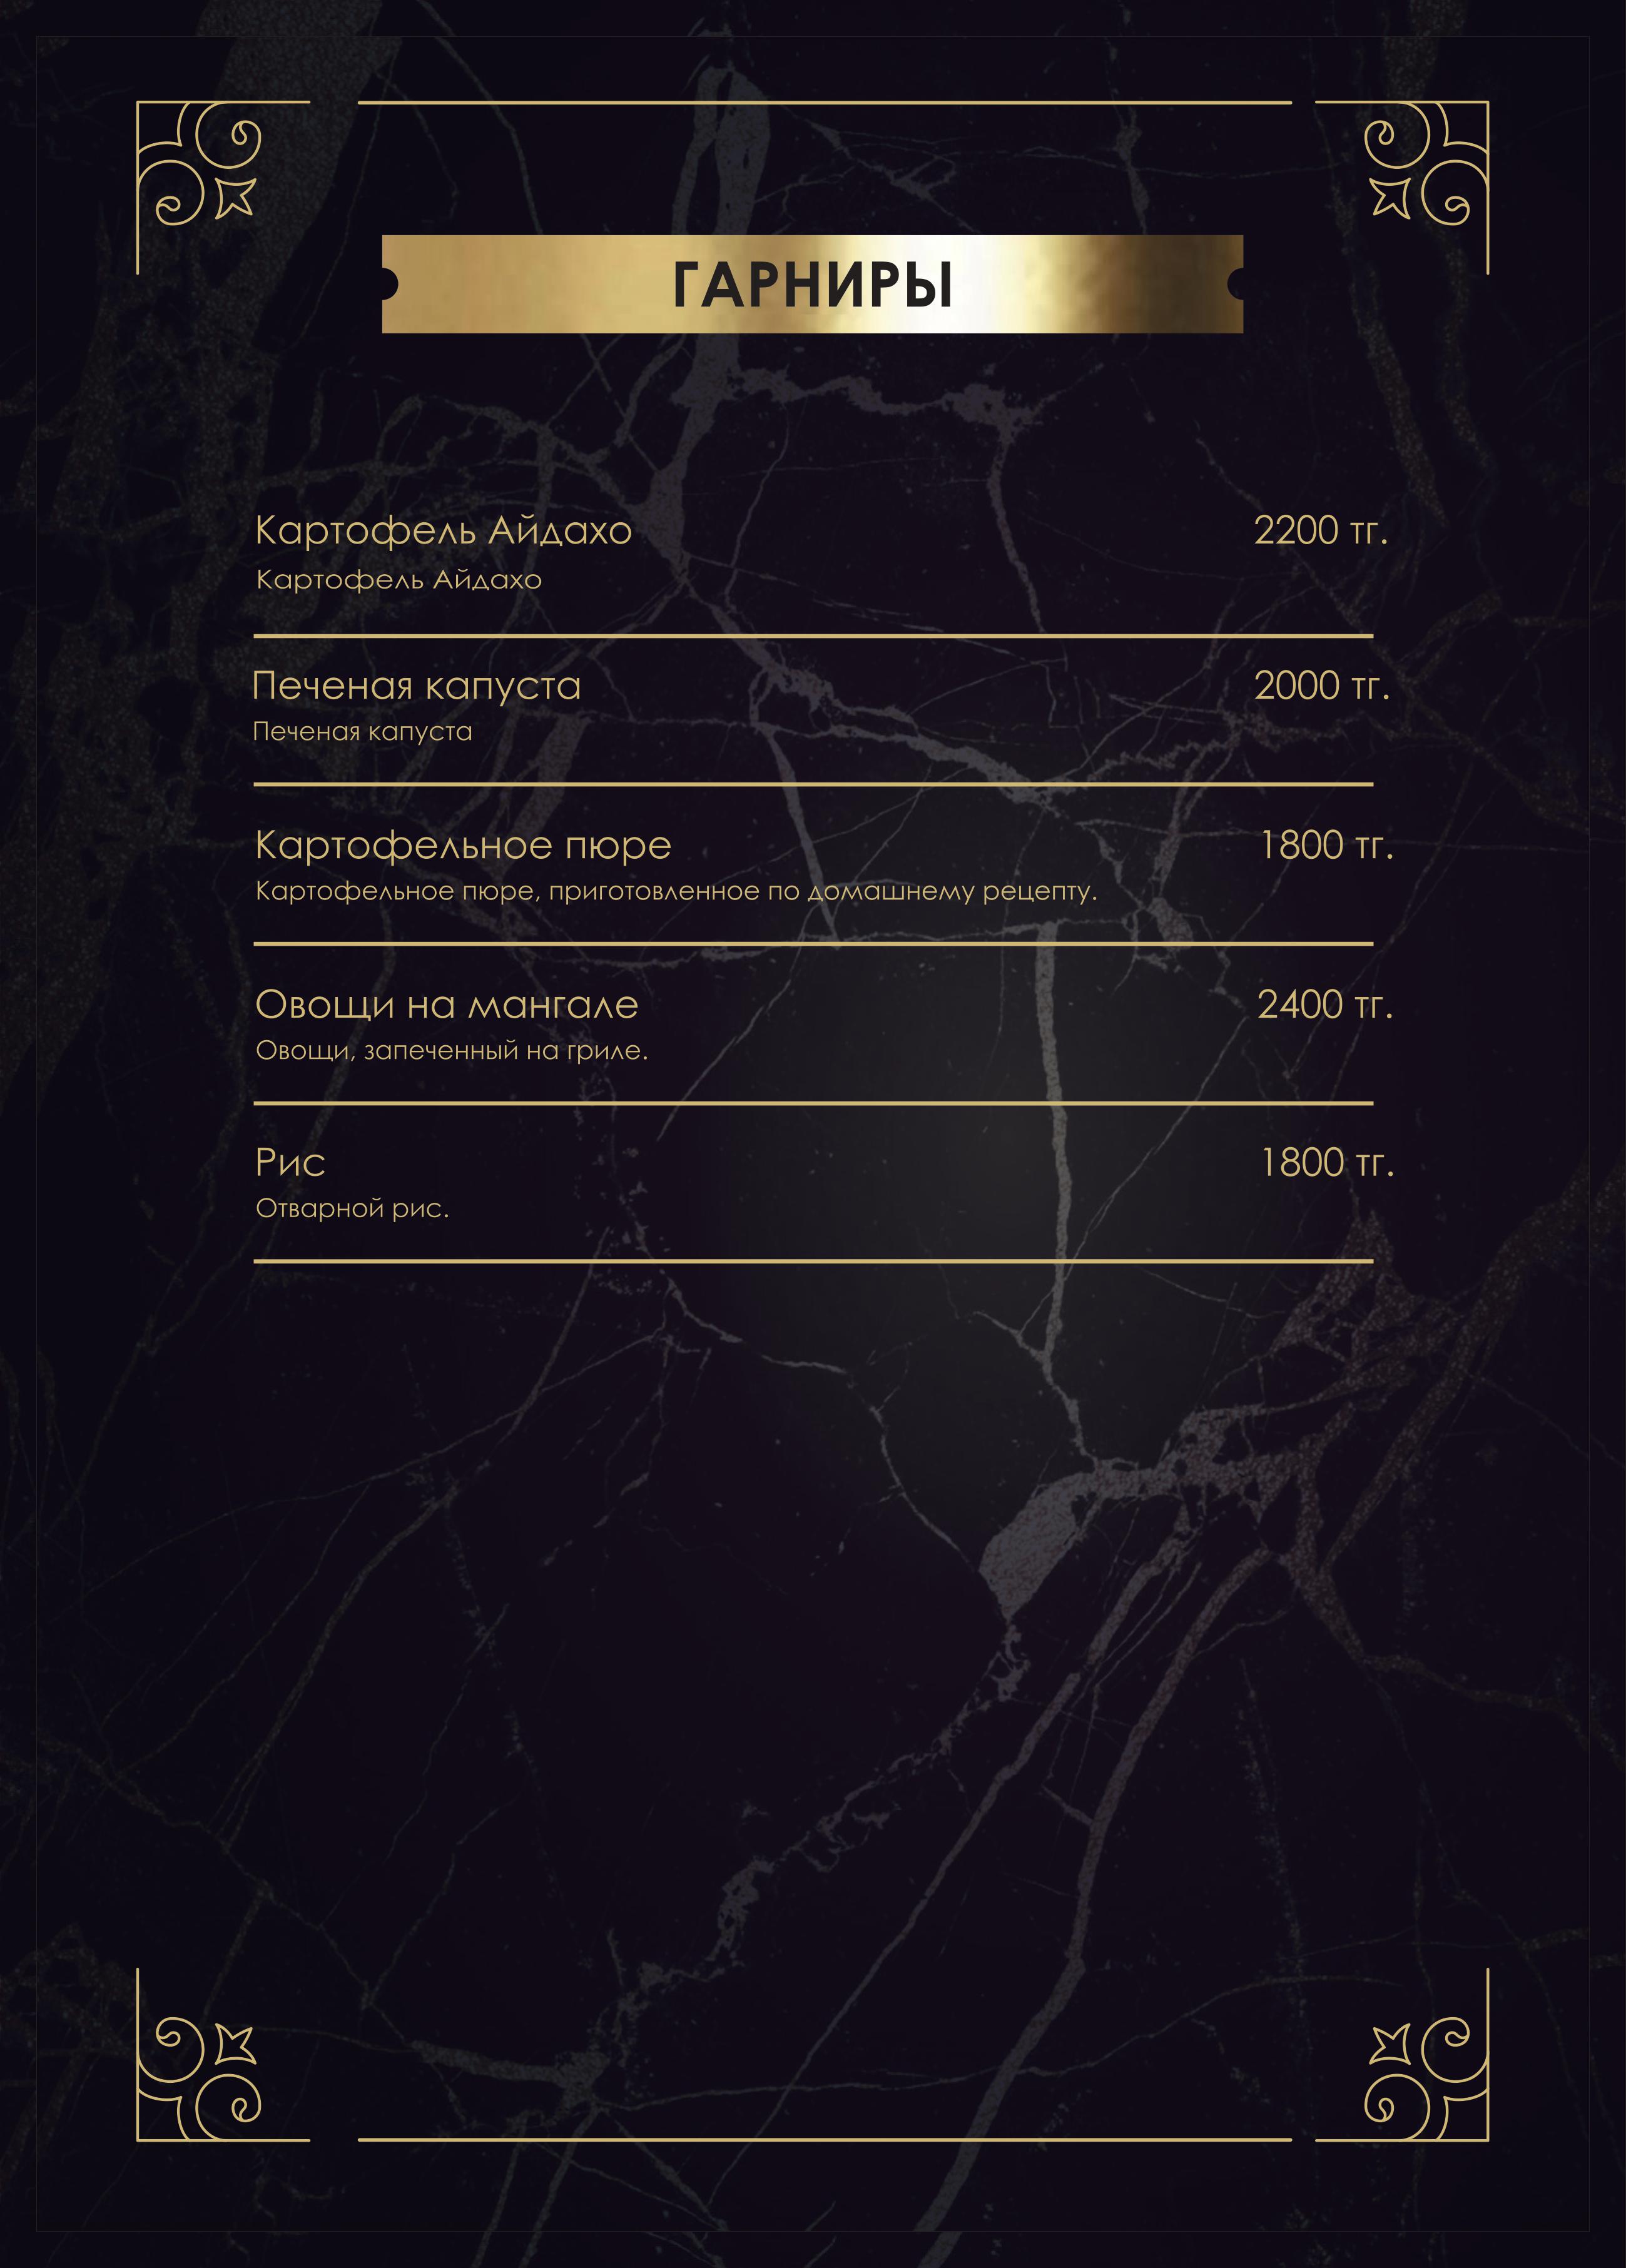 ГАРНИРЫ
Картофель Айдахо 2200 тг.
Картофель Айдахо
Печеная капуста 2000 тг.
Печеная капуста
Картофельное пюре 1800 тг.
Картофельное пюре, приготовленное по домашнему рецепту.
Овощи на мангале 2400 тг.
Овощи, запеченный на гриле.
Рис 1800 тг.
Отварной рис.